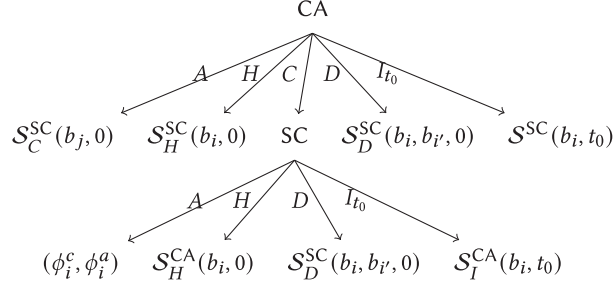 CA
A H C D I_{t_0}
𝒮_C^{SC}(b_j, 0) 𝒮_H^{SC}(b_i, 0) SC 𝒮_D^{SC}(b_i, b_{i′}, 0) 𝒮^{SC}(b_i, t_0)
A H D I_{t_0}
(ϕ_i^c, ϕ_i^a) 𝒮_H^{CA}(b_i, 0) 𝒮_D^{SC}(b_i, b_{i′}, 0) 𝒮_I^{CA}(b_i, t_0)